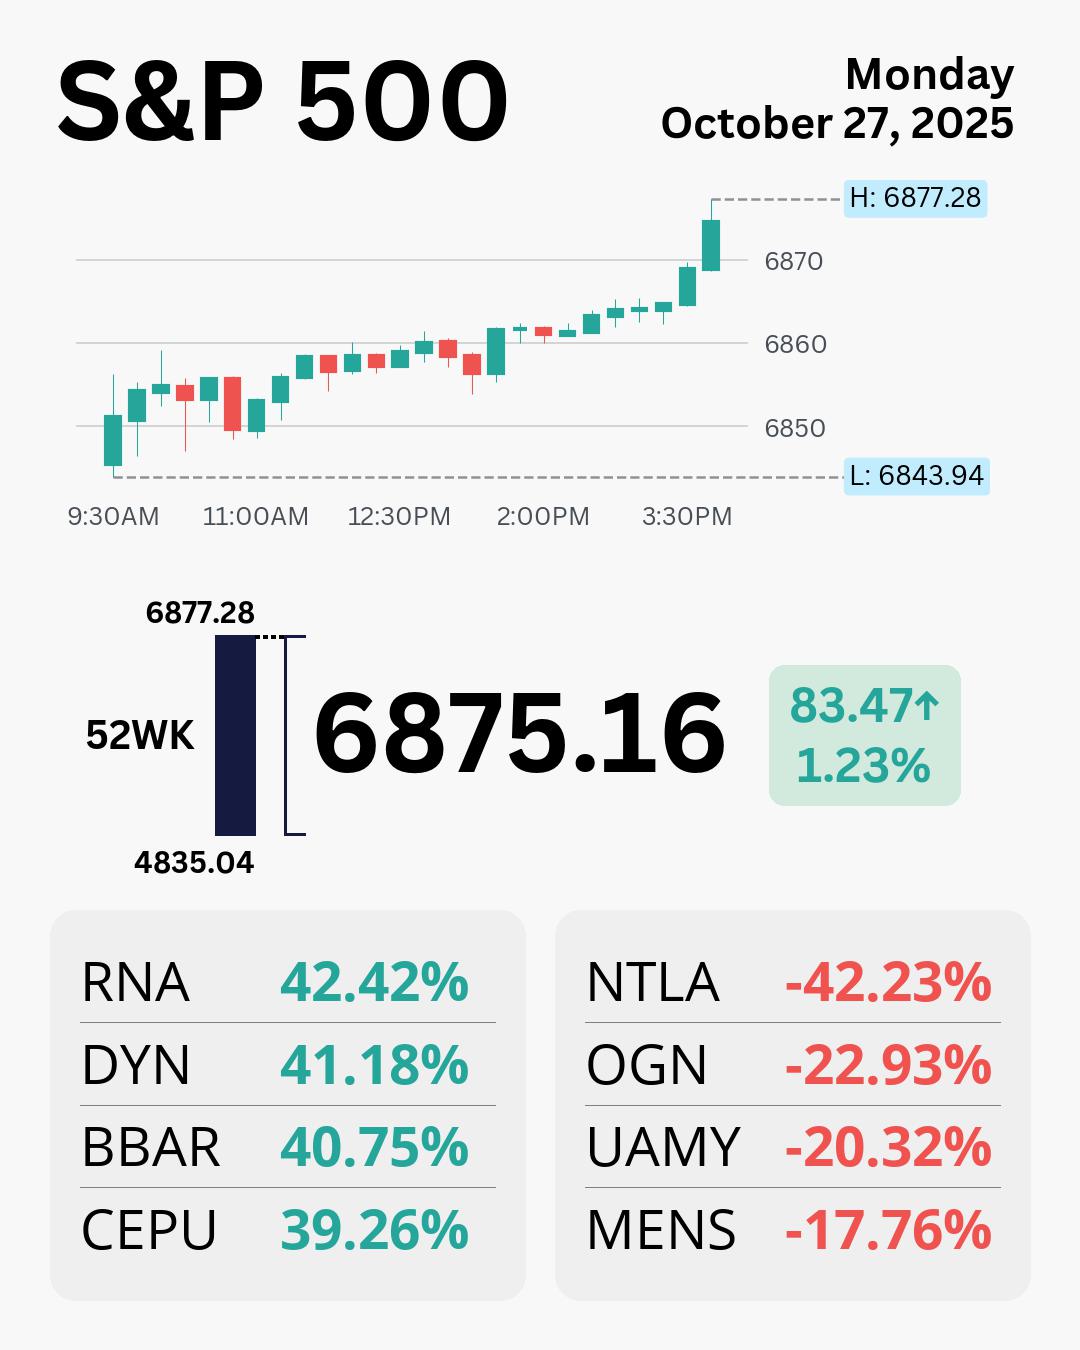 S&P 500
Monday
October 27, 2025
H: 6877.28
6870
6860
6850
L: 6843.94
9:30AM 11:00AM 12:30PM 2:00PM 3:30PM
6877.28
52WK
4835.04
6875.16
83.47↑
1.23%
RNA 42.42%
DYN 41.18%
BBAR 40.75%
CEPU 39.26%
NTLA -42.23%
OGN -22.93%
UAMY -20.32%
MENS -17.76%